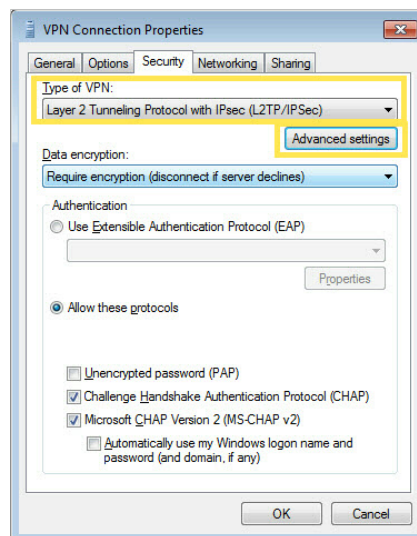 VPN Connection Properties
General Options Security Networking Sharing
Type of VPN:
Layer 2 Tunneling Protocol with IPsec (L2TP/IPSec)
Advanced settings
Data encryption:
Require encryption (disconnect if server declines)
Authentication
Use Extensible Authentication Protocol (EAP)
Properties
Allow these protocols
Unencrypted password (PAP)
Challenge Handshake Authentication Protocol (CHAP)
Microsoft CHAP Version 2 (MS-CHAP v2)
Automatically use my Windows logon name and
password (and domain, if any)
OK Cancel